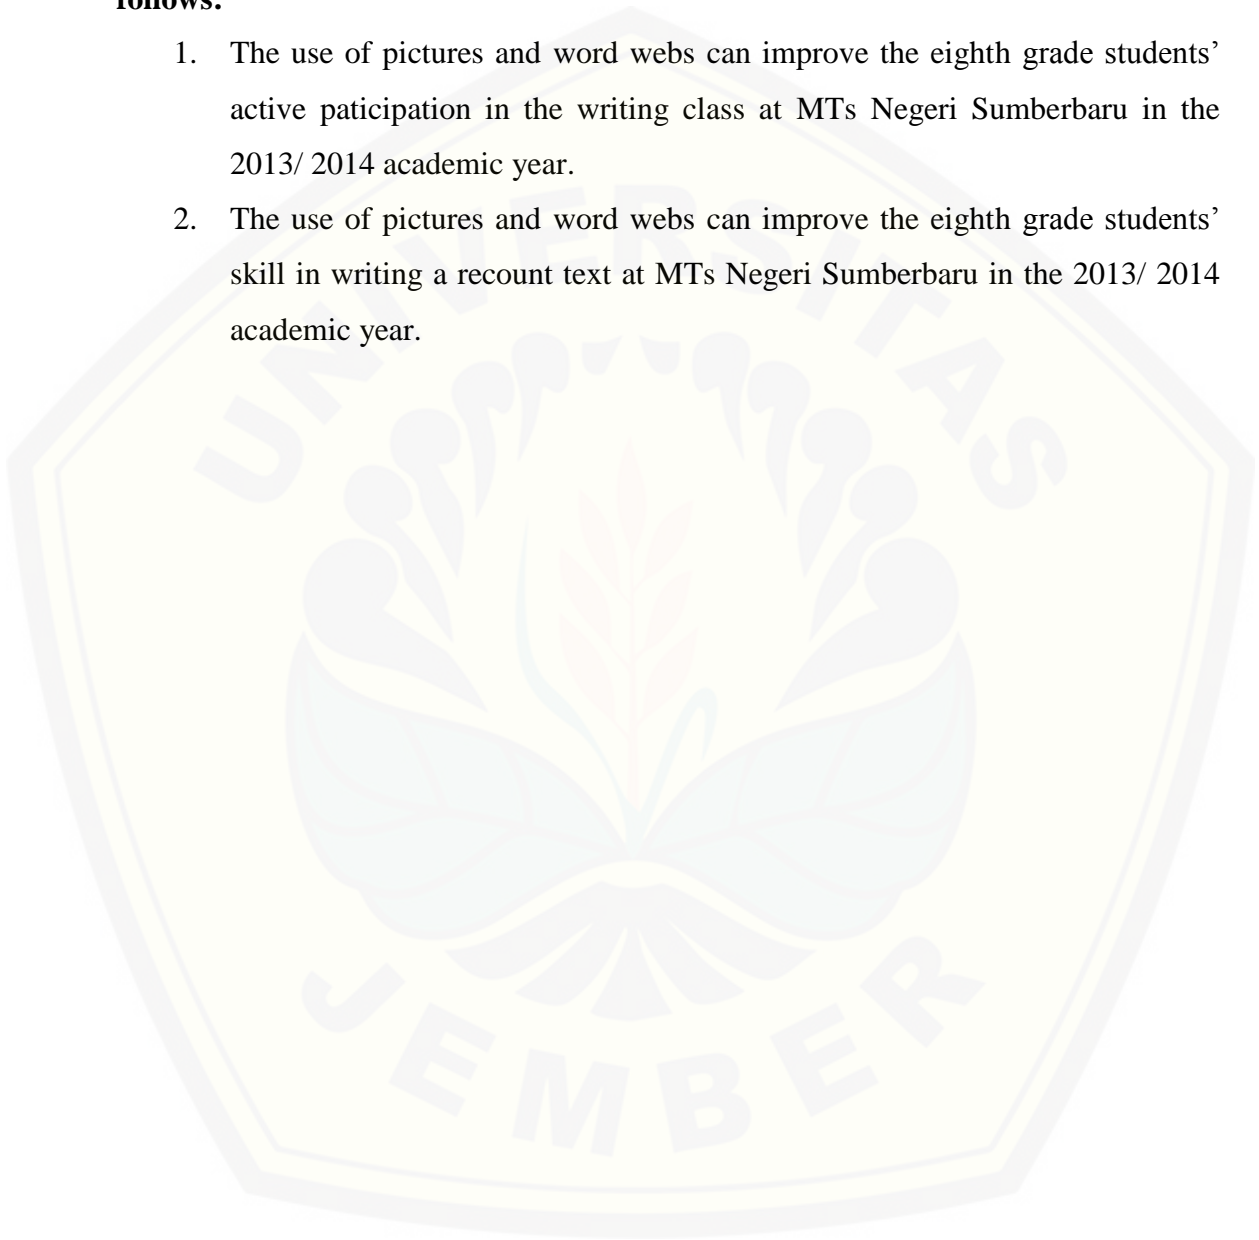 follows:
1. The use of pictures and word webs can improve the eighth grade students’
active paticipation in the writing class at MTs Negeri Sumberbaru in the
2013/ 2014 academic year.
2. The use of pictures and word webs can improve the eighth grade students’
skill in writing a recount text at MTs Negeri Sumberbaru in the 2013/ 2014
academic year.
UNIVERSITAS
JEMBER